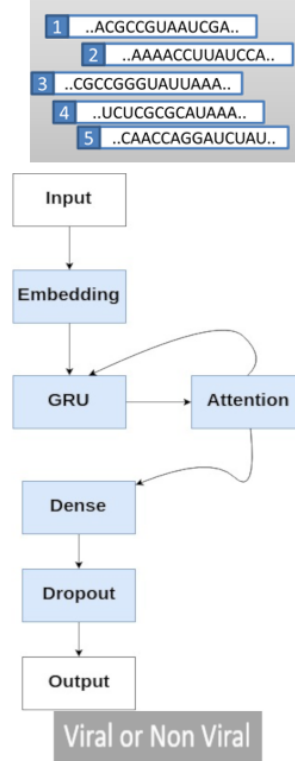 1 ..ACGCCGUAAUCGA..
2 ..AAAACCUUAUCCA..
3 ..CGCCGGGUAUUAAA..
4 ..UCUCGCGCAUAAA..
5 ..CAACCAGGAUCUAU..
Input
Embedding
GRU Attention
Dense
Dropout
Output
Viral or Non Viral